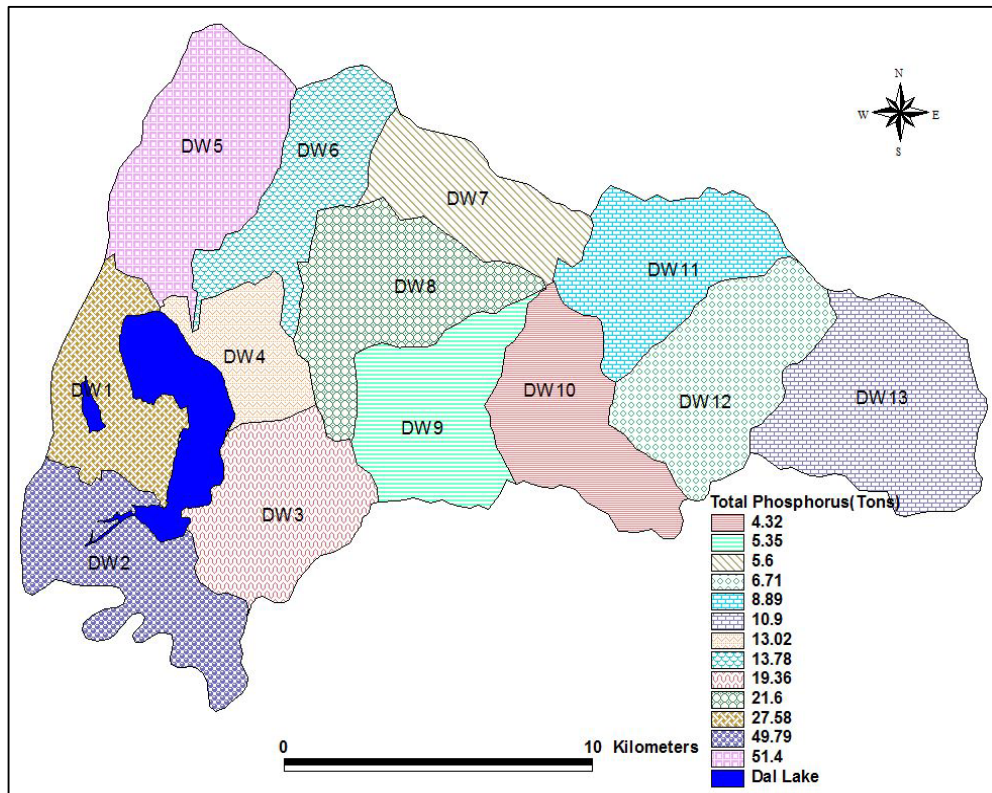 N
W E
S
DW5
DW6
DW7
DW11
DW8
DW4
DW1
DW12
DW10
DW13
DW9
DW3
DW2
Total Phosphorus(Tons)
4.32
5.35
5.6
6.71
8.89
10.9
13.02
13.78
19.36
21.6
27.58
49.79
51.4
Dal Lake
0 10 Kilometers